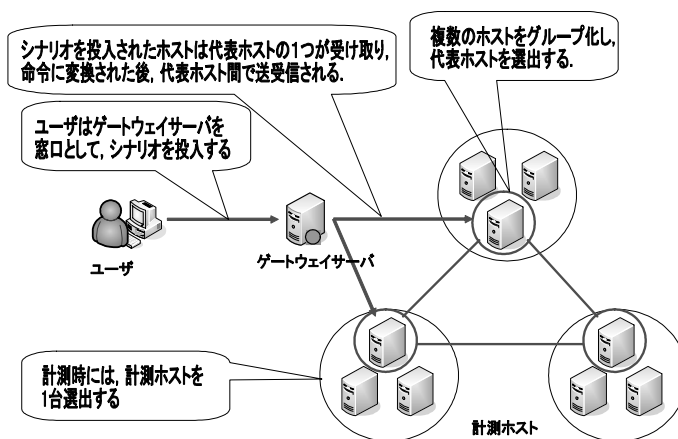 シナリオを投入されたホストは代表ホストの1つが受け取り,
命令に変換された後, 代表ホスト間で送受信される.
複数のホストをグループ化し,
代表ホストを選出する.
ユーザはゲートウェイサーバを
窓口として, シナリオを投入する
ユーザ
ゲートウェイサーバ
計測時には, 計測ホストを
1台選出する
計測ホスト